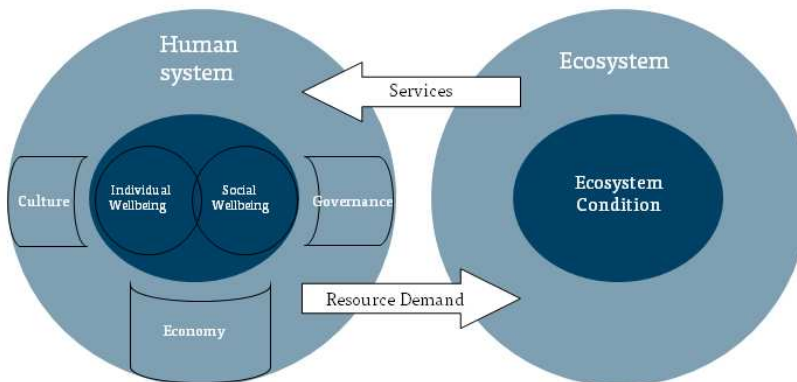 Human
system
Ecosystem
Services
Culture
Individual
Wellbeing
Social
Wellbeing
Governance
Ecosystem
Condition
Resource Demand
Economy